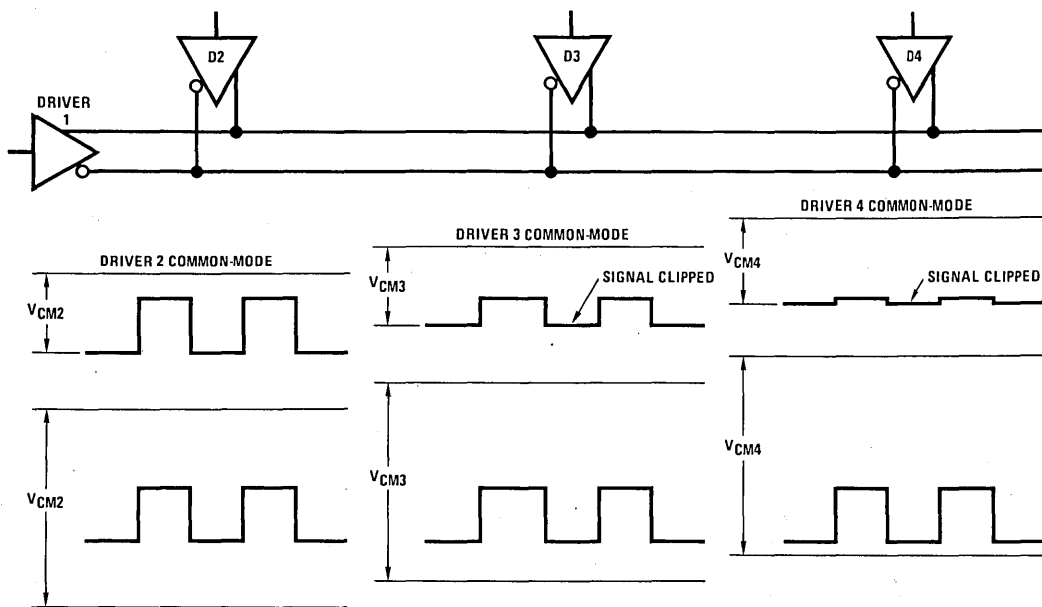 D2
D3
D4
DRIVER
1
DRIVER 2 COMMON-MODE
DRIVER 3 COMMON-MODE
DRIVER 4 COMMON-MODE
VCM2
VCM3
SIGNAL CLIPPED
VCM4
SIGNAL CLIPPED
VCM2
VCM3
VCM4